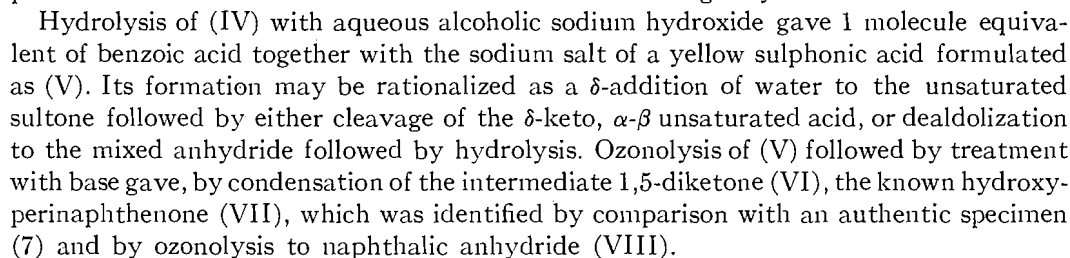 Hydrolysis of (IV) with aqueous alcoholic sodium hydroxide gave 1 molecule equiva-
lent of benzoic acid together with the sodium salt of a yellow sulphonic acid formulated
as (V). Its formation may be rationalized as a δ-addition of water to the unsaturated
sultone followed by either cleavage of the δ-keto, α-β unsaturated acid, or dealdolization
to the mixed anhydride followed by hydrolysis. Ozonolysis of (V) followed by treatment
with base gave, by condensation of the intermediate 1,5-diketone (VI), the known hydroxy-
perinaphthenone (VII), which was identified by comparison with an authentic specimen
(7) and by ozonolysis to naphthalic anhydride (VIII).